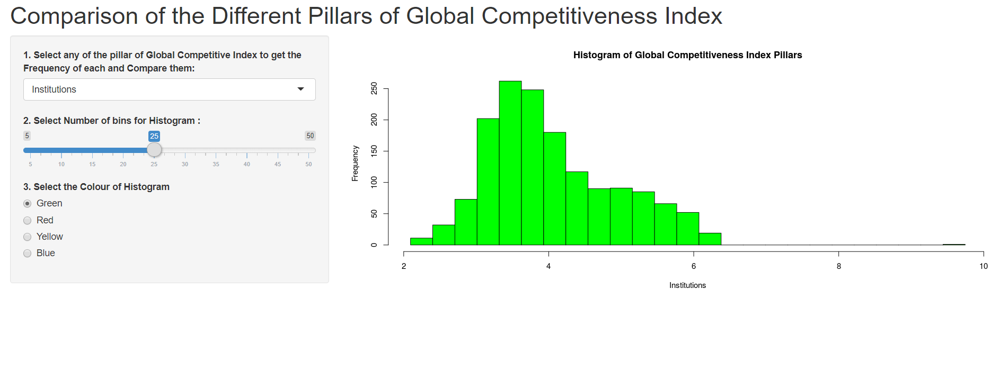 Comparison of the Different Pillars of Global Competitiveness Index
1. Select any of the pillar of Global Competitive Index to get the
Frequency of each and Compare them:
Institutions
2. Select Number of bins for Histogram :
5 25 50
5 10 15 20 25 30 35 40 45 50
3. Select the Colour of Histogram
Green
Red
Yellow
Blue
Histogram of Global Competitiveness Index Pillars
Frequency
250
200
150
100
50
0
2 4 6 8 10
Institutions